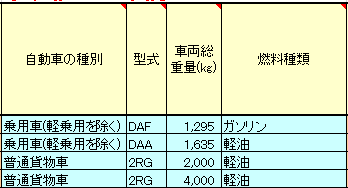 自動車の種別 型式 車両総重量(kg) 燃料種類
乗用車(軽乗用を除く) DAF 1,295 ガソリン
乗用車(軽乗用を除く) DAA 1,635 軽油
普通貨物車 2RG 2,000 軽油
普通貨物車 2RG 4,000 軽油